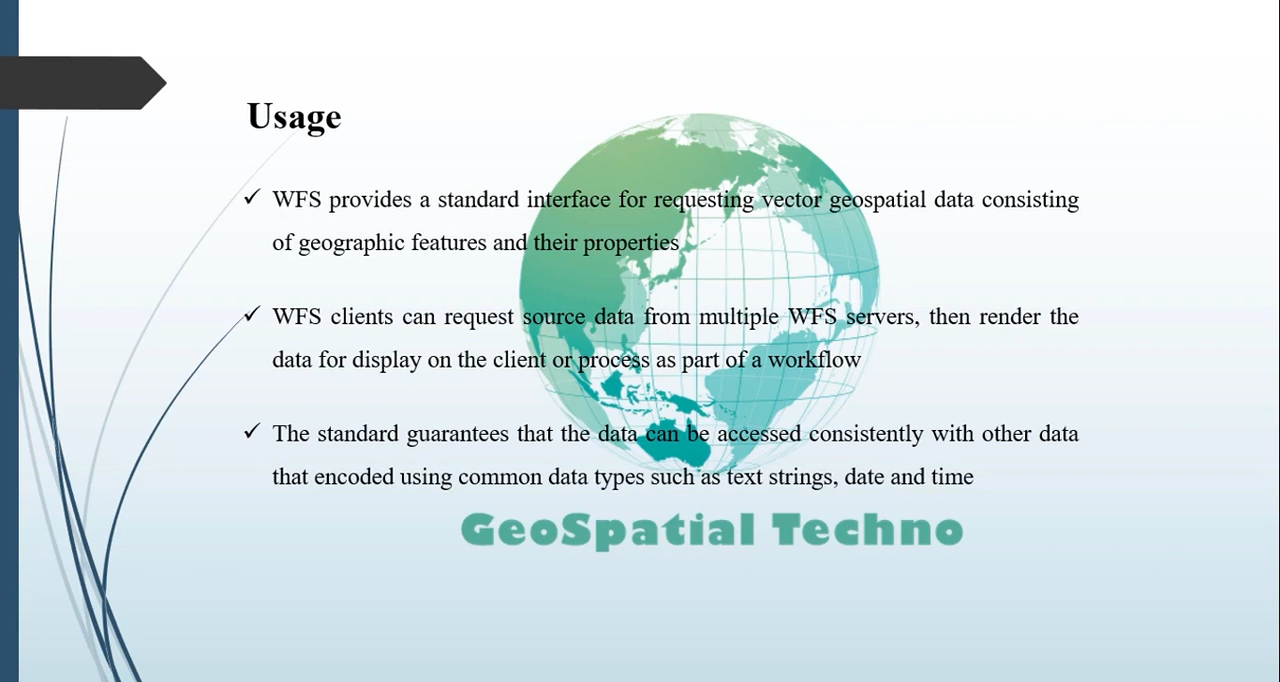 Usage
✓ WFS provides a standard interface for requesting vector geospatial data consisting
of geographic features and their properties
✓ WFS clients can request source data from multiple WFS servers, then render the
data for display on the client or process as part of a workflow
✓ The standard guarantees that the data can be accessed consistently with other data
that encoded using common data types such as text strings, date and time
GeoSpatial Techno